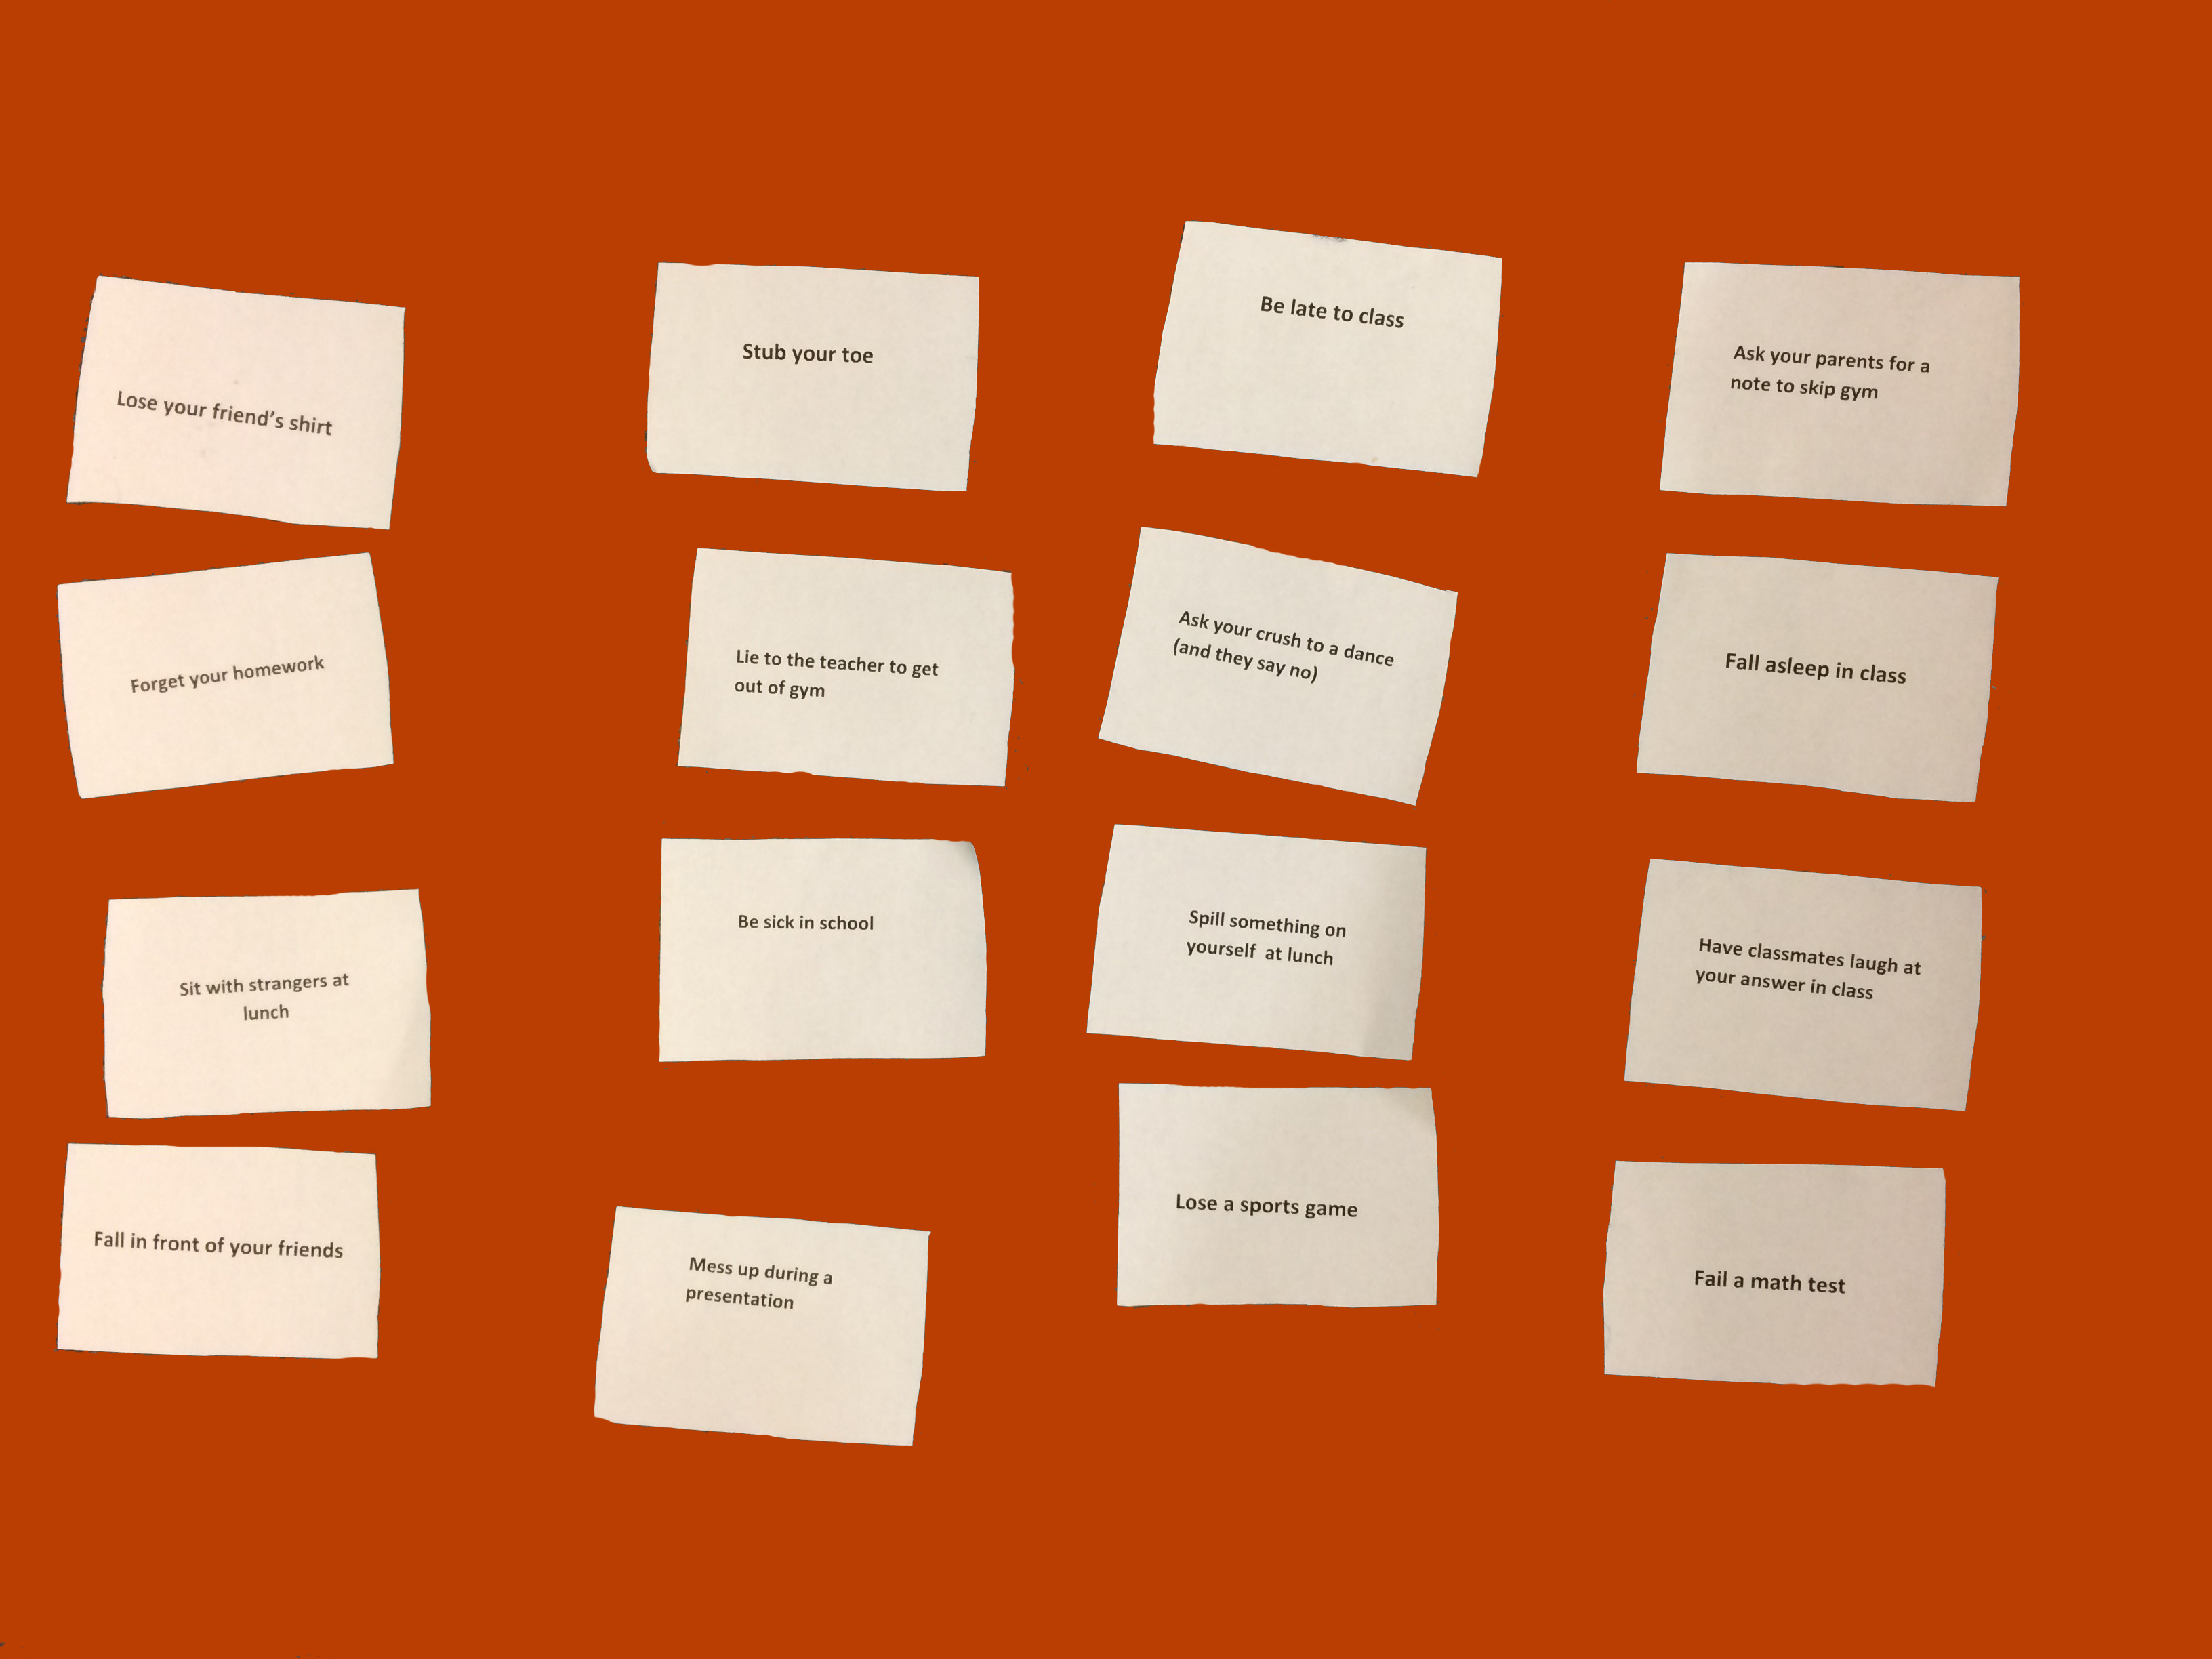 Lose your friend's shirt
Stub your toe
Be late to class
Ask your parents for a
note to skip gym
Forget your homework
Lie to the teacher to get
out of gym
Ask your crush to a dance
(and they say no)
Fall asleep in class
Sit with strangers at
lunch
Be sick in school
Spill something on
yourself  at lunch
Have classmates laugh at
your answer in class
Fall in front of your friends
Mess up during a
presentation
Lose a sports game
Fail a math test